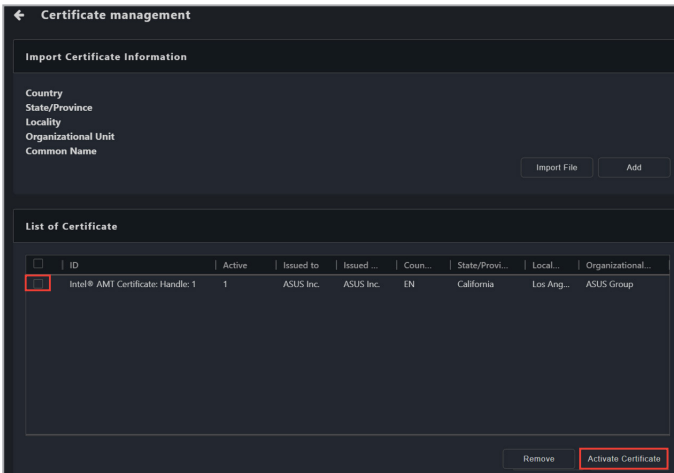 Certificate management
Import Certificate Information
Country
State/Province
Locality
Organizational Unit
Common Name
Import File Add
List of Certificate
ID Active Issued to Issued ... Coun... State/Provi... Local... Organizational...
Intel® AMT Certificate: Handle: 1 1 ASUS Inc. ASUS Inc. EN California Los Ang... ASUS Group
Remove Activate Certificate